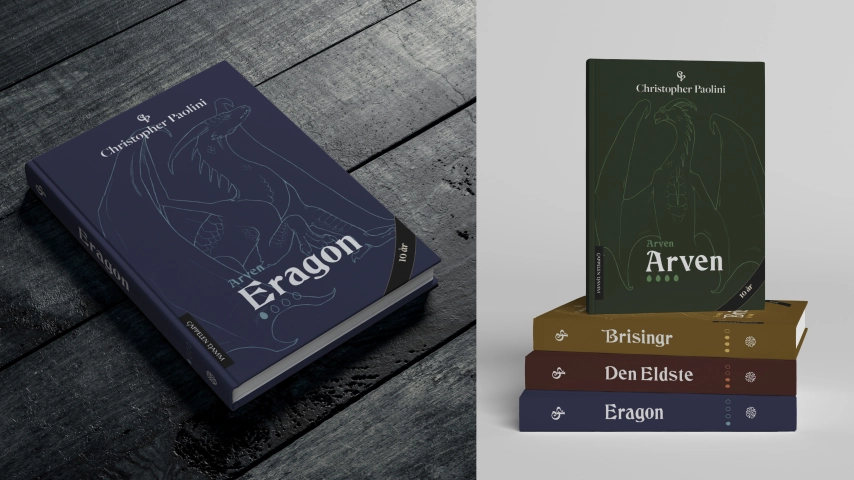 Christopher Paolini
Arven
Eragon
10 år
Eragon
CAPPELEN DAMM
Christopher Paolini
Arven
Arven
10 år
CAPPELEN DAMM
Brisingr
Den Eldste
Eragon